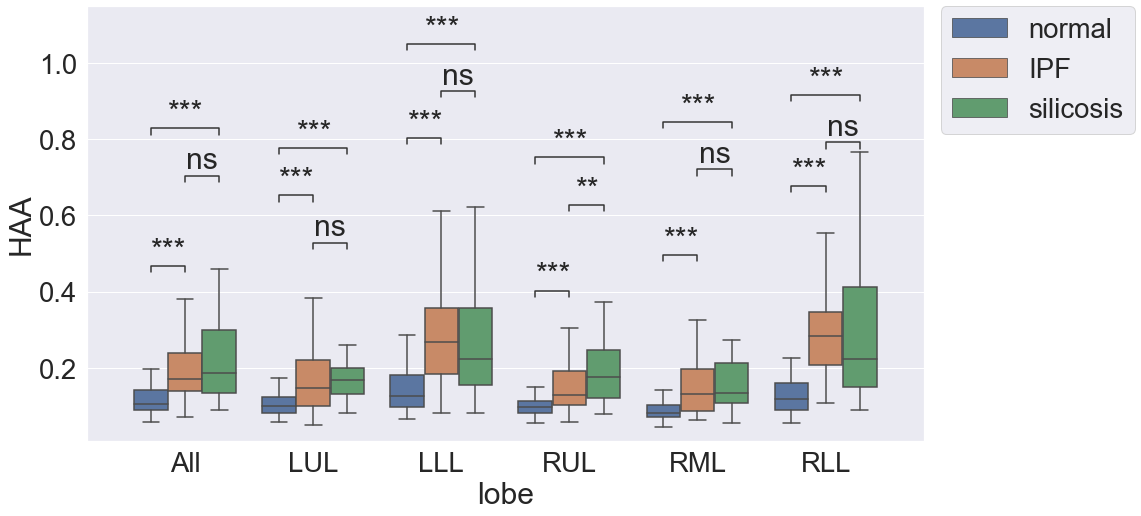 normal
IPF
silicosis
HAA
1.0
0.8
0.6
0.4
0.2
*** *** ns
*** *** ns
*** ns ***
*** ** ***
*** ns ***
*** ns ***
All LUL LLL RUL RML RLL
lobe